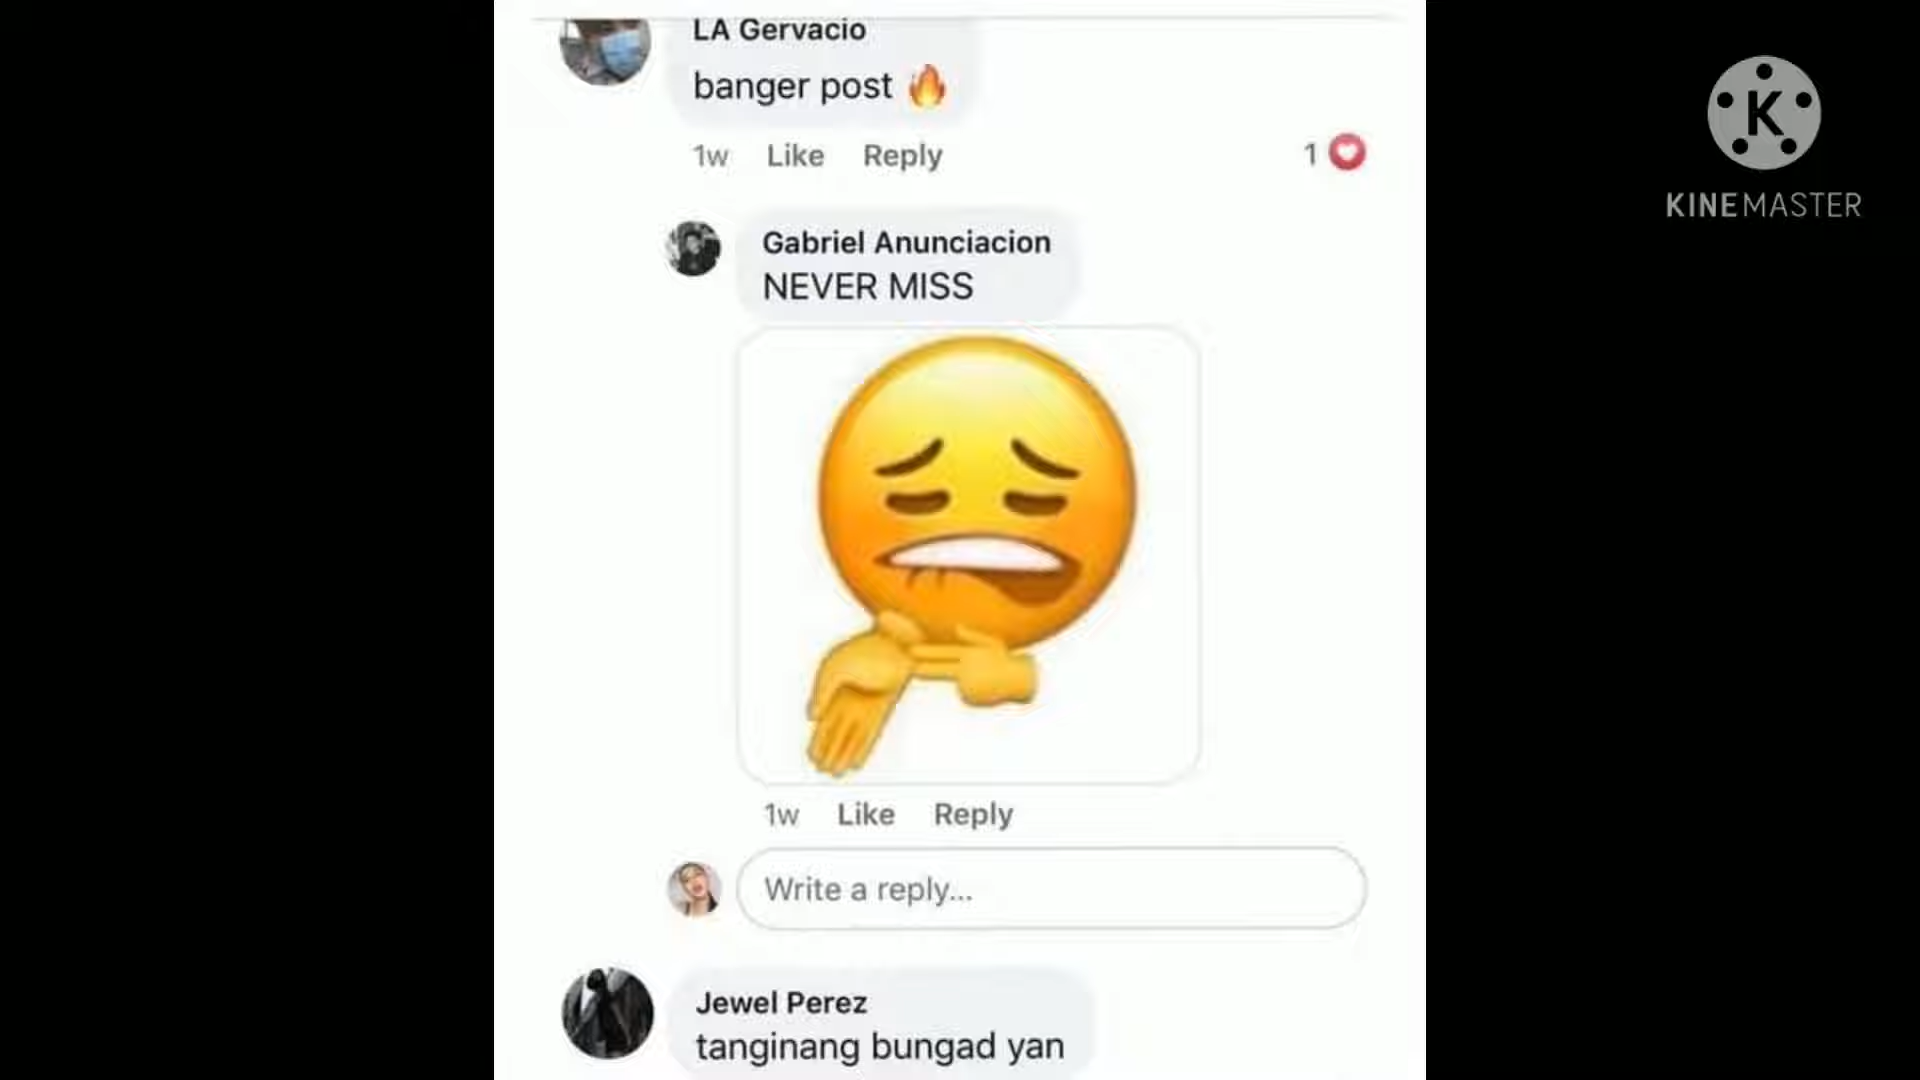 LA Gervacio
banger post 🔥
1w Like Reply
1
Gabriel Anunciacion
NEVER MISS
1w Like Reply
Write a reply...
Jewel Perez
tanginang bungad yan
K
KINEMASTER